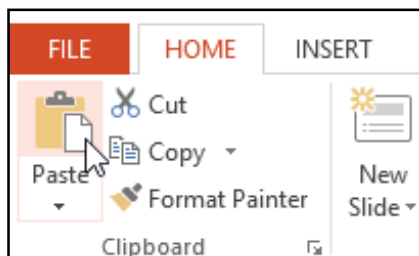 FILE HOME INSERT
Cut
Copy
Paste
Format Painter
New
Slide
Clipboard